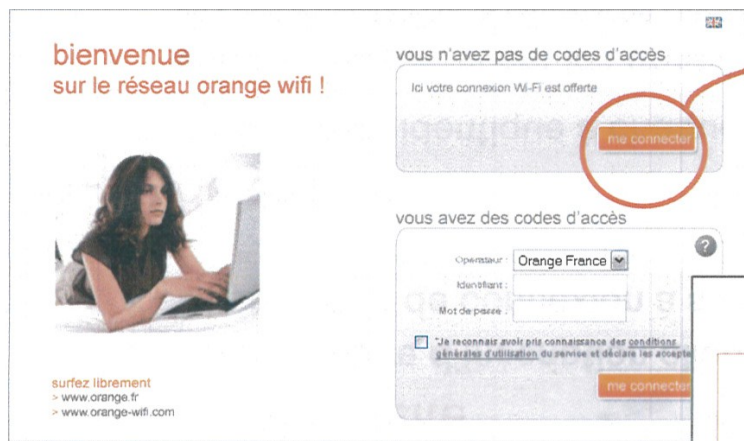 bienvenue
sur le réseau orange wifi !
vous n'avez pas de codes d'accès
Ici votre connexion Wi-Fi est offerte
me connecter
vous avez des codes d'accès
?
Opérateur :
Orange France
Identifiant :
Mot de passe :
"Je reconnais avoir pris connaissance des conditions
générales d'utilisation du service et déclare les accepte
me connecter
surfez librement
> www.orange.fr
> www.orange-wifi.com